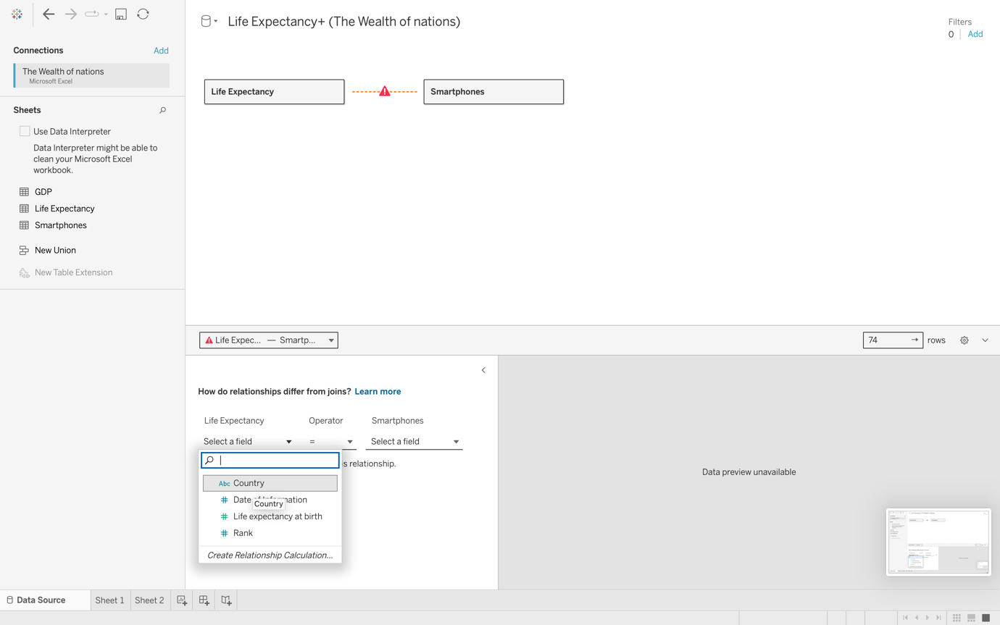 Life Expectancy+ (The Wealth of nations)
Filters
0 Add
Connections
Add
The Wealth of nations
Microsoft Excel
Sheets
Use Data Interpreter
Data Interpreter might be able to
clean your Microsoft Excel
workbook.
GDP
Life Expectancy
Smartphones
New Union
New Table Extension
Life Expectancy
Smartphones
Life Expec... — Smartp...
74
rows
How do relationships differ from joins? Learn more
Life Expectancy
Operator
Smartphones
Select a field
=
Select a field
s relationship.
Abc Country
Date of Information
Country
Life expectancy at birth
Rank
Create Relationship Calculation...
Data preview unavailable
Data Source
Sheet 1
Sheet 2